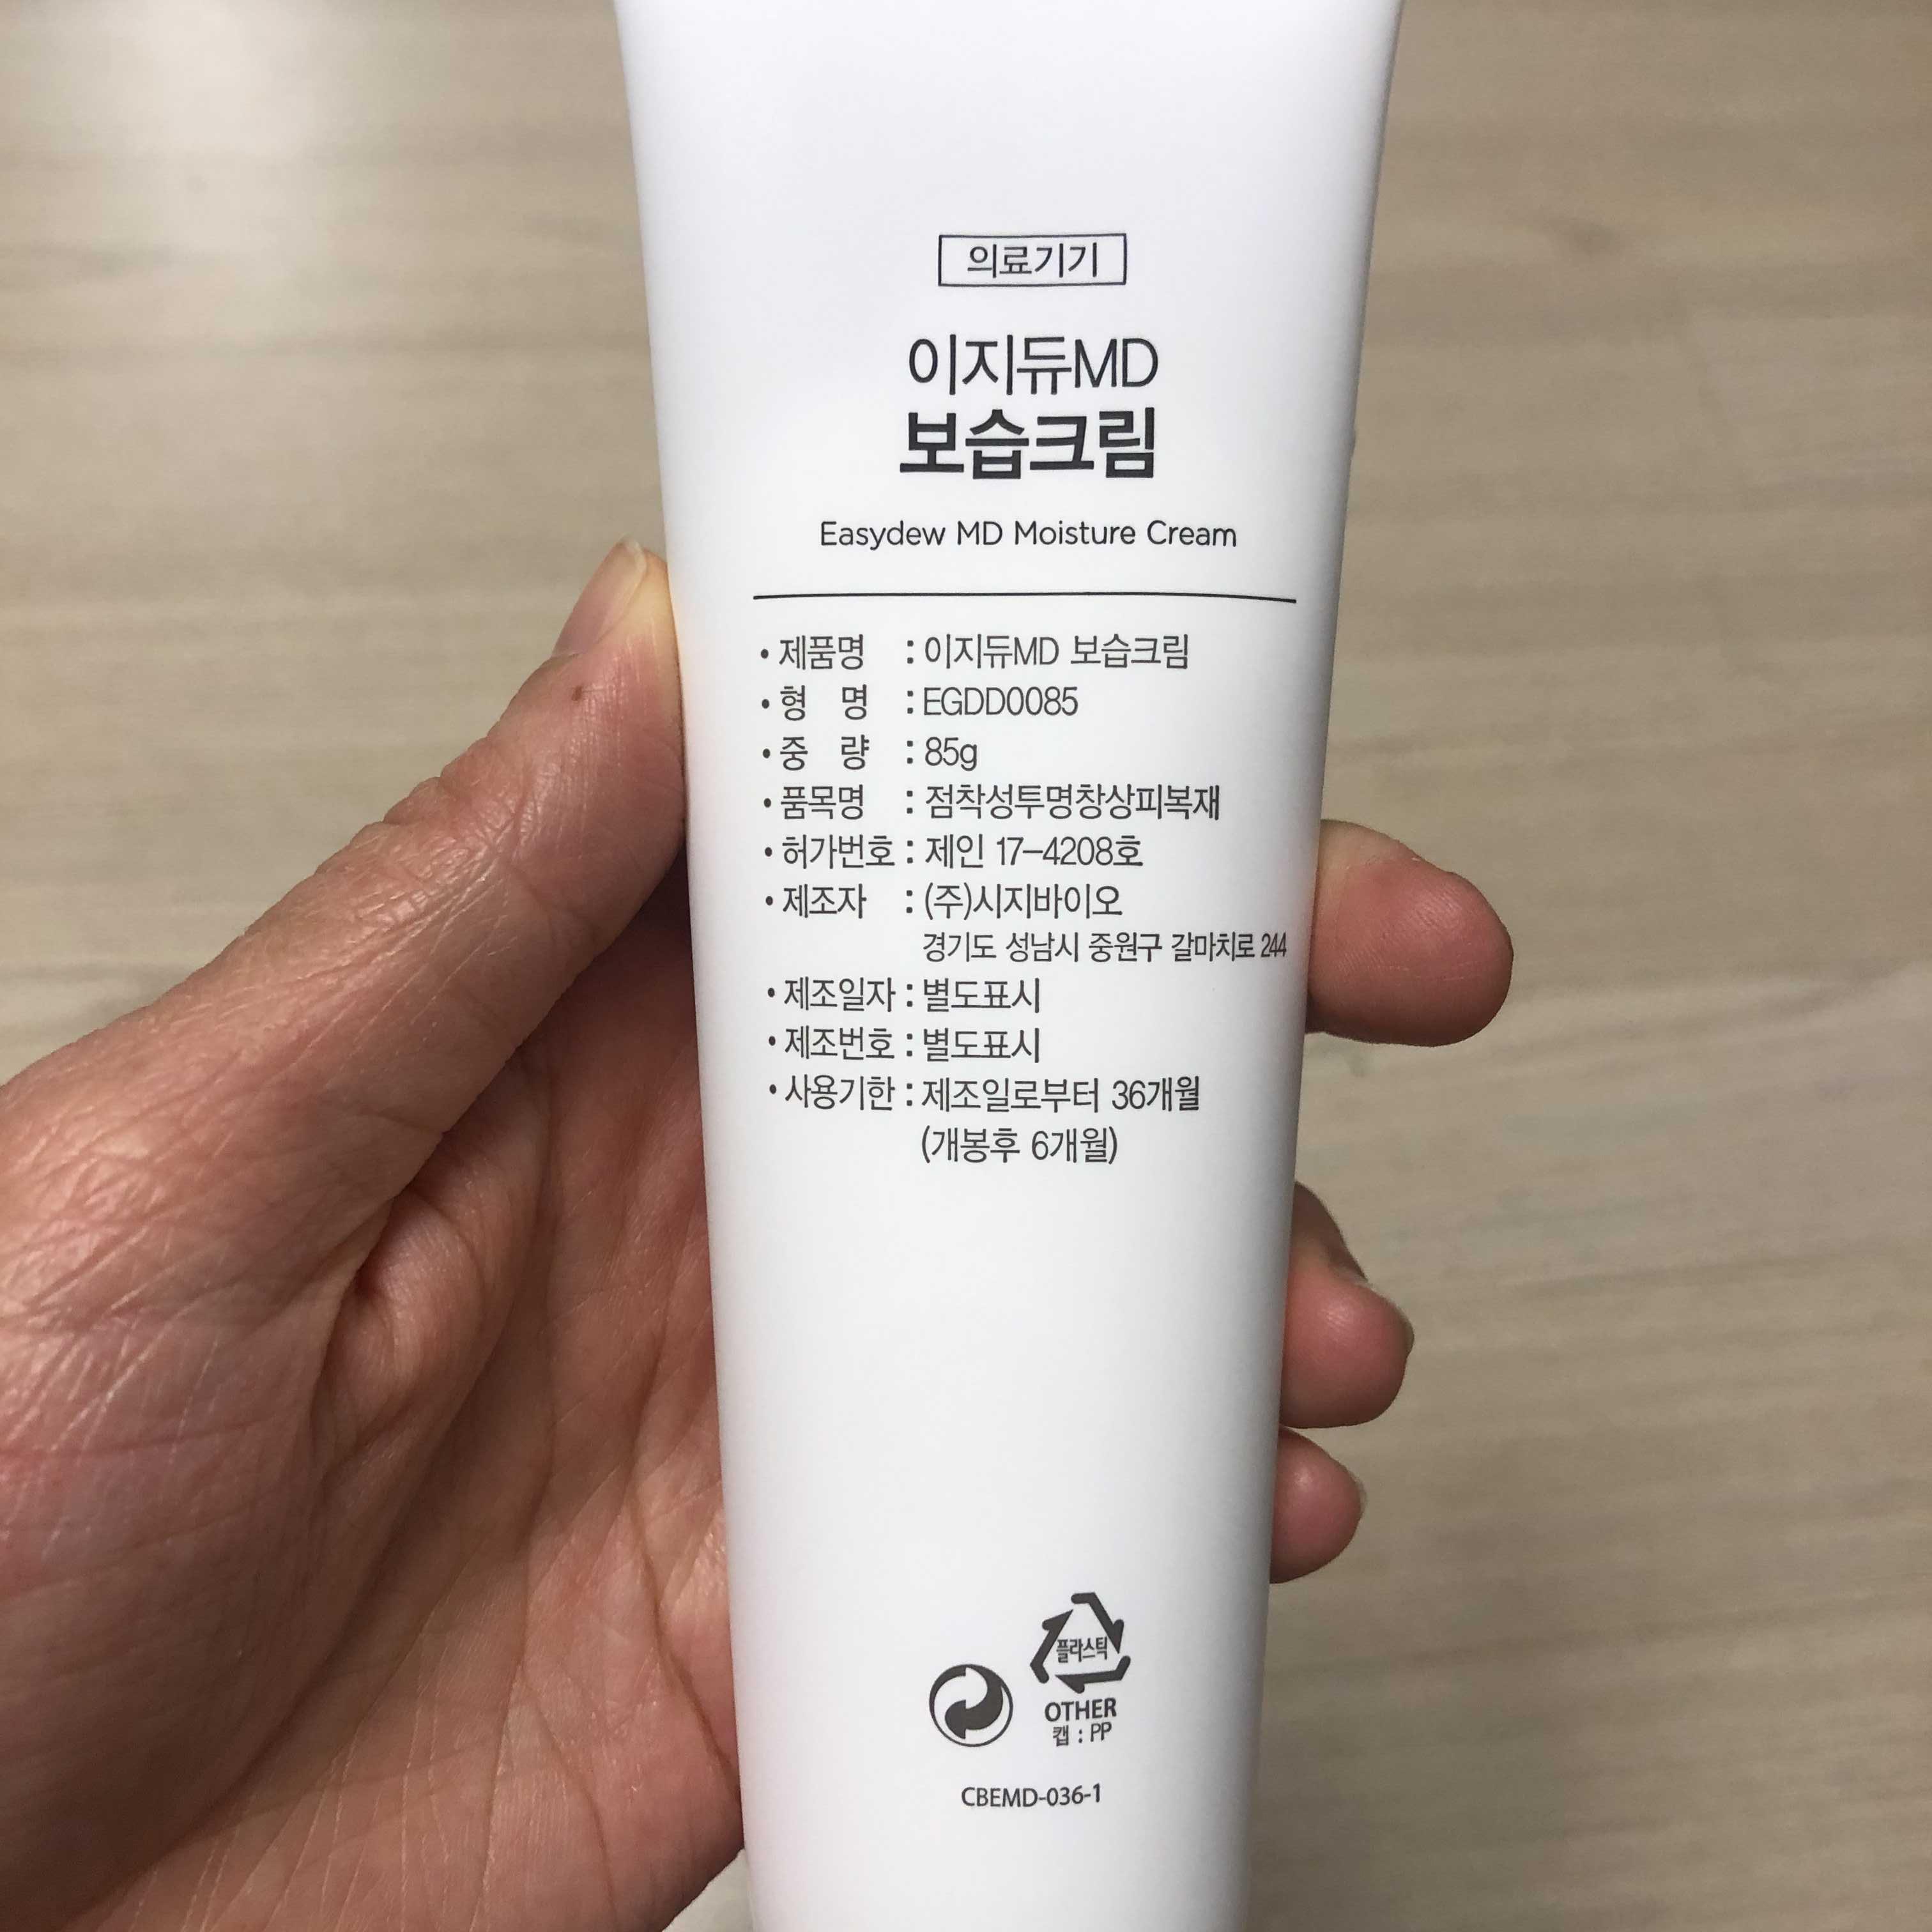 의료기기
이지듀MD
보습크림
Easydew MD Moisture Cream
• 제품명 : 이지듀MD 보습크림
• 형 명 : EGDD0085
• 중 량 : 85g
• 품목명 : 점착성투명창상피복재
• 허가번호 : 제인 17-4208호
• 제조자 : (주)시지바이오
경기도 성남시 중원구 갈마치로 244
• 제조일자 : 별도표시
• 제조번호 : 별도표시
• 사용기한 : 제조일로부터 36개월
(개봉후 6개월)
플라스틱
OTHER
캡 : PP
CBEMD-036-1